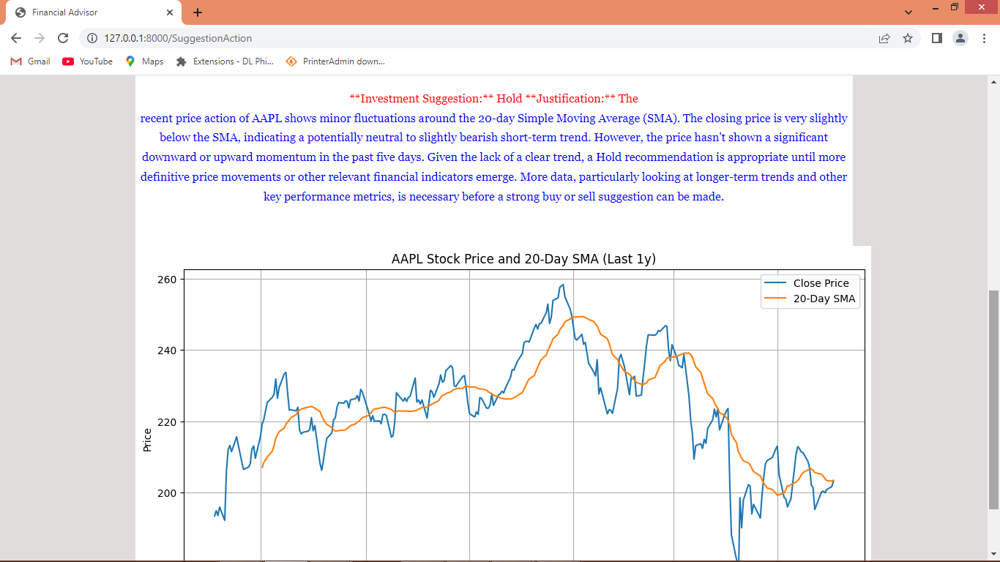 Financial Advisor
127.0.0.1:8000/SuggestionAction
Gmail YouTube Maps Extensions - DL Phi... PrinterAdmin down...
**Investment Suggestion:** Hold **Justification:** The
recent price action of AAPL shows minor fluctuations around the 20-day Simple Moving Average (SMA). The closing price is very slightly
below the SMA, indicating a potentially neutral to slightly bearish short-term trend. However, the price hasn't shown a significant
downward or upward momentum in the past five days. Given the lack of a clear trend, a Hold recommendation is appropriate until more
definitive price movements or other relevant financial indicators emerge. More data, particularly looking at longer-term trends and other
key performance metrics, is necessary before a strong buy or sell suggestion can be made.
AAPL Stock Price and 20-Day SMA (Last 1y)
Close Price
20-Day SMA
260
240
220
200
Price